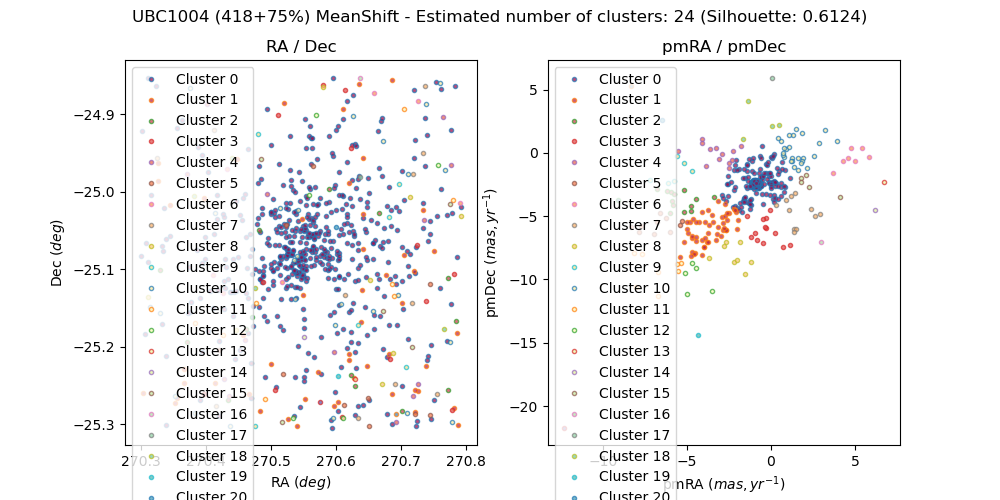 UBC1004 (418+75%) MeanShift - Estimated number of clusters: 24 (Silhouette: 0.6124)
RA / Dec
Dec (deg)
−24.9
−25.0
−25.1
−25.2
−25.3
Cluster 0
Cluster 1
Cluster 2
Cluster 3
Cluster 4
Cluster 5
Cluster 6
Cluster 7
Cluster 8
Cluster 9
Cluster 10
Cluster 11
Cluster 12
Cluster 13
Cluster 14
Cluster 15
Cluster 16
Cluster 17
Cluster 18
Cluster 19
Cluster 20
270.3
270.4
270.5
270.6
270.7
270.8
RA (deg)
pmRA / pmDec
pmDec (mas, yr⁻¹)
5
0
−5
−10
−15
−20
Cluster 0
Cluster 1
Cluster 2
Cluster 3
Cluster 4
Cluster 5
Cluster 6
Cluster 7
Cluster 8
Cluster 9
Cluster 10
Cluster 11
Cluster 12
Cluster 13
Cluster 14
Cluster 15
Cluster 16
Cluster 17
Cluster 18
Cluster 19
Cluster 20
−10
−5
0
5
pmRA (mas, yr⁻¹)